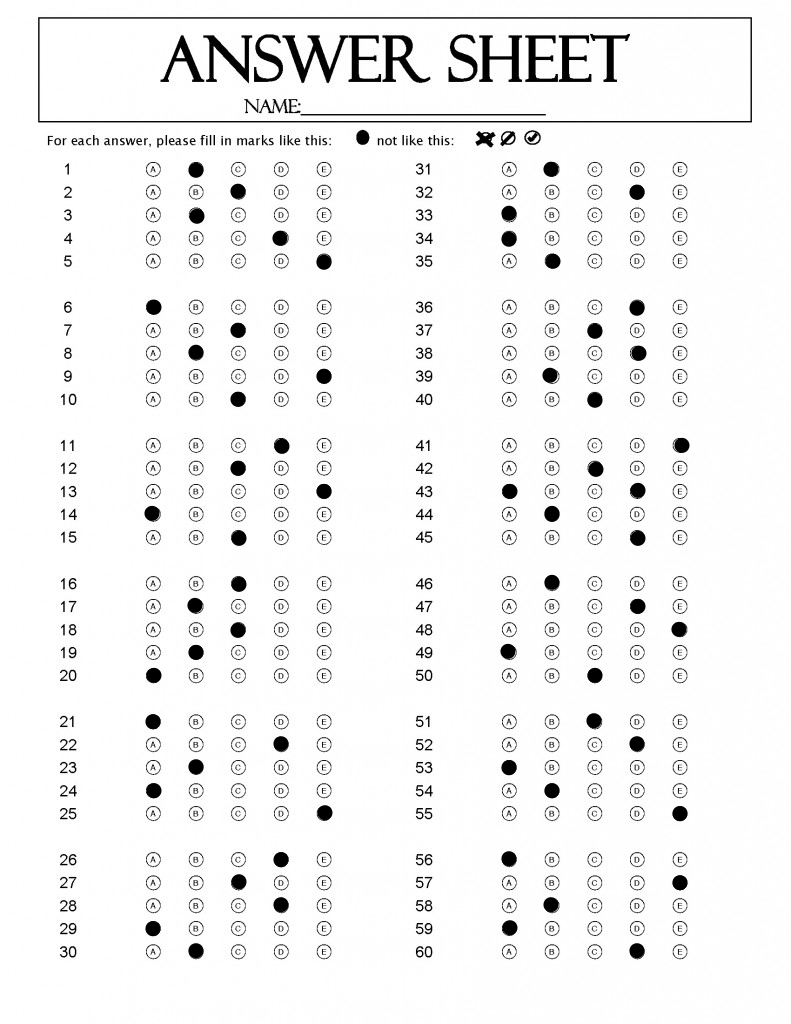 ANSWER SHEET
NAME:
For each answer, please fill in marks like this: not like this:
1 A C D E 31 A C D E
2 A B D E 32 A B C E
3 A C D E 33 B C D E
4 A B C E 34 B C D E
5 A B C D 35 A C D E
6 B C D E 36 A B C E
7 A B D E 37 A B D E
8 A C D E 38 A B C E
9 A B C D 39 A C D E
10 A B D E 40 A B D E
11 A B C E 41 A B C D
12 A B D E 42 A B D E
13 A B C D 43 B C E
14 B C D E 44 A C D E
15 A B D E 45 A B C E
16 A B D E 46 A C D E
17 A C D E 47 A B C E
18 A B D E 48 A B C D
19 A C D E 49 B C D E
20 B C D E 50 A B D E
21 B C D E 51 A B D E
22 A B C E 52 A B C E
23 A C D E 53 B C D E
24 B C D E 54 A C D E
25 A B C D 55 A B C D
26 A B C E 56 B C D E
27 A B D E 57 A B C D
28 A B C E 58 A C D E
29 B C D E 59 B C D E
30 A C D E 60 A B C E